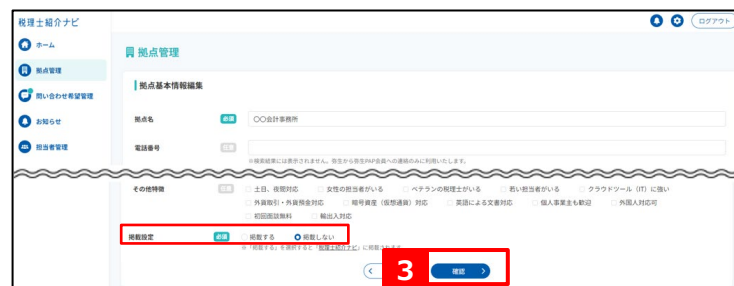 税理士紹介ナビ
ログアウト
ホーム
拠点管理
問い合わせ希望管理
お知らせ
担当者管理
拠点管理
拠点基本情報編集
拠点名 必須 〇〇会計事務所
電話番号 任意
※検索結果には表示されません。弥生から弥生PAP会員への連絡のみに利用いたします。
その他特徴 任意 土日、夜間対応 女性の担当者がいる ベテランの税理士がいる 若い担当者がいる クラウドツール（IT）に強い
外貨取引・外貨預金対応 暗号資産（仮想通貨）対応 英語による文書対応 個人事業主も歓迎 外国人対応可
初回面談無料 輸出入対応
掲載設定 必須 掲載する 掲載しない
※「掲載する」を選択すると「税理士紹介ナビ」に掲載されます。
3 確認